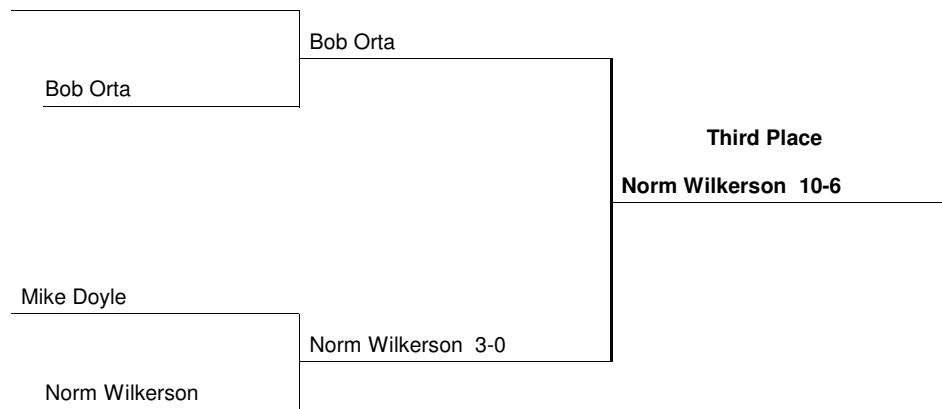 Bob Orta
Bob Orta
Third Place
Norm Wilkerson 10-6
Mike Doyle
Norm Wilkerson 3-0
Norm Wilkerson